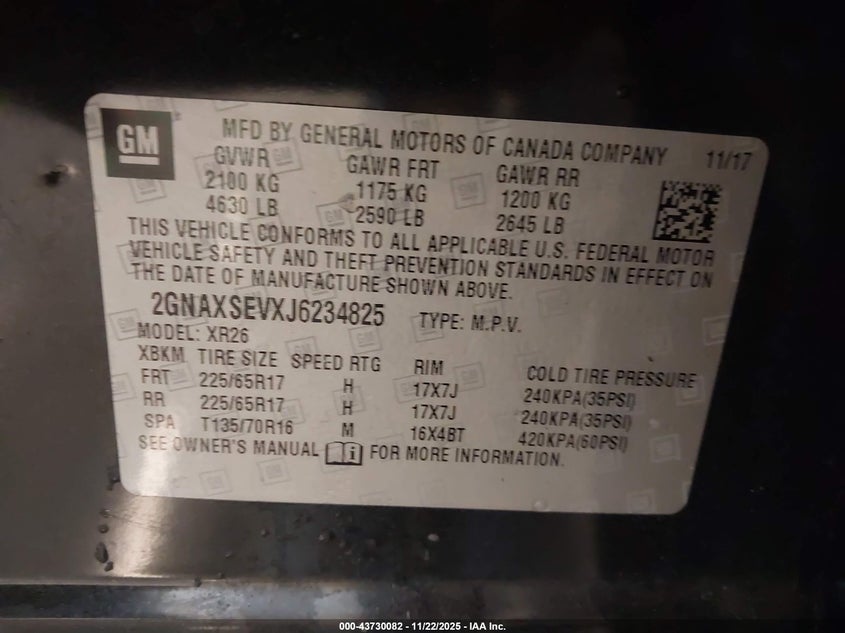 GM
MFD BY GENERAL MOTORS OF CANADA COMPANY 11/17
GVWR GAWR FRT GAWR RR
2100 KG 1175 KG 1200 KG
4630 LB 2590 LB 2645 LB
THIS VEHICLE CONFORMS TO ALL APPLICABLE U.S. FEDERAL MOTOR
VEHICLE SAFETY AND THEFT PREVENTION STANDARDS IN EFFECT ON
THE DATE OF MANUFACTURE SHOWN ABOVE.
2GNAXSEVXJ6234825 TYPE: M.P.V.
MODEL: XR26
XBKM TIRE SIZE SPEED RTG RIM COLD TIRE PRESSURE
FRT 225/65R17 H 17X7J 240KPA(35PSI)
RR 225/65R17 H 17X7J 240KPA(35PSI)
SPA T135/70R16 M 16X4BT 420KPA(60PSI)
SEE OWNER'S MANUAL i FOR MORE INFORMATION.
000-43730082 - 11/22/2025 - IAA Inc.